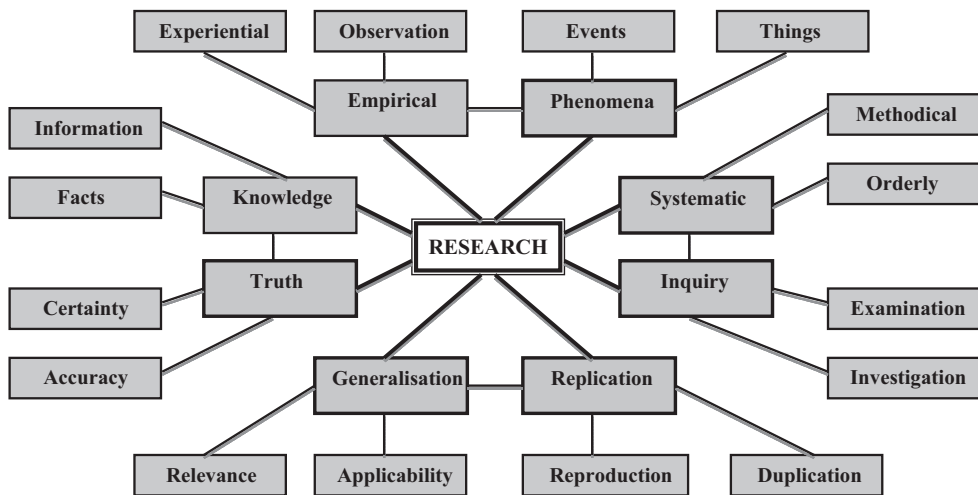 Experiential
Observation
Events
Things
Empirical
Phenomena
Information
Methodical
Facts
Knowledge
Systematic
Orderly
RESEARCH
Certainty
Truth
Inquiry
Examination
Accuracy
Generalisation
Replication
Investigation
Relevance
Applicability
Reproduction
Duplication